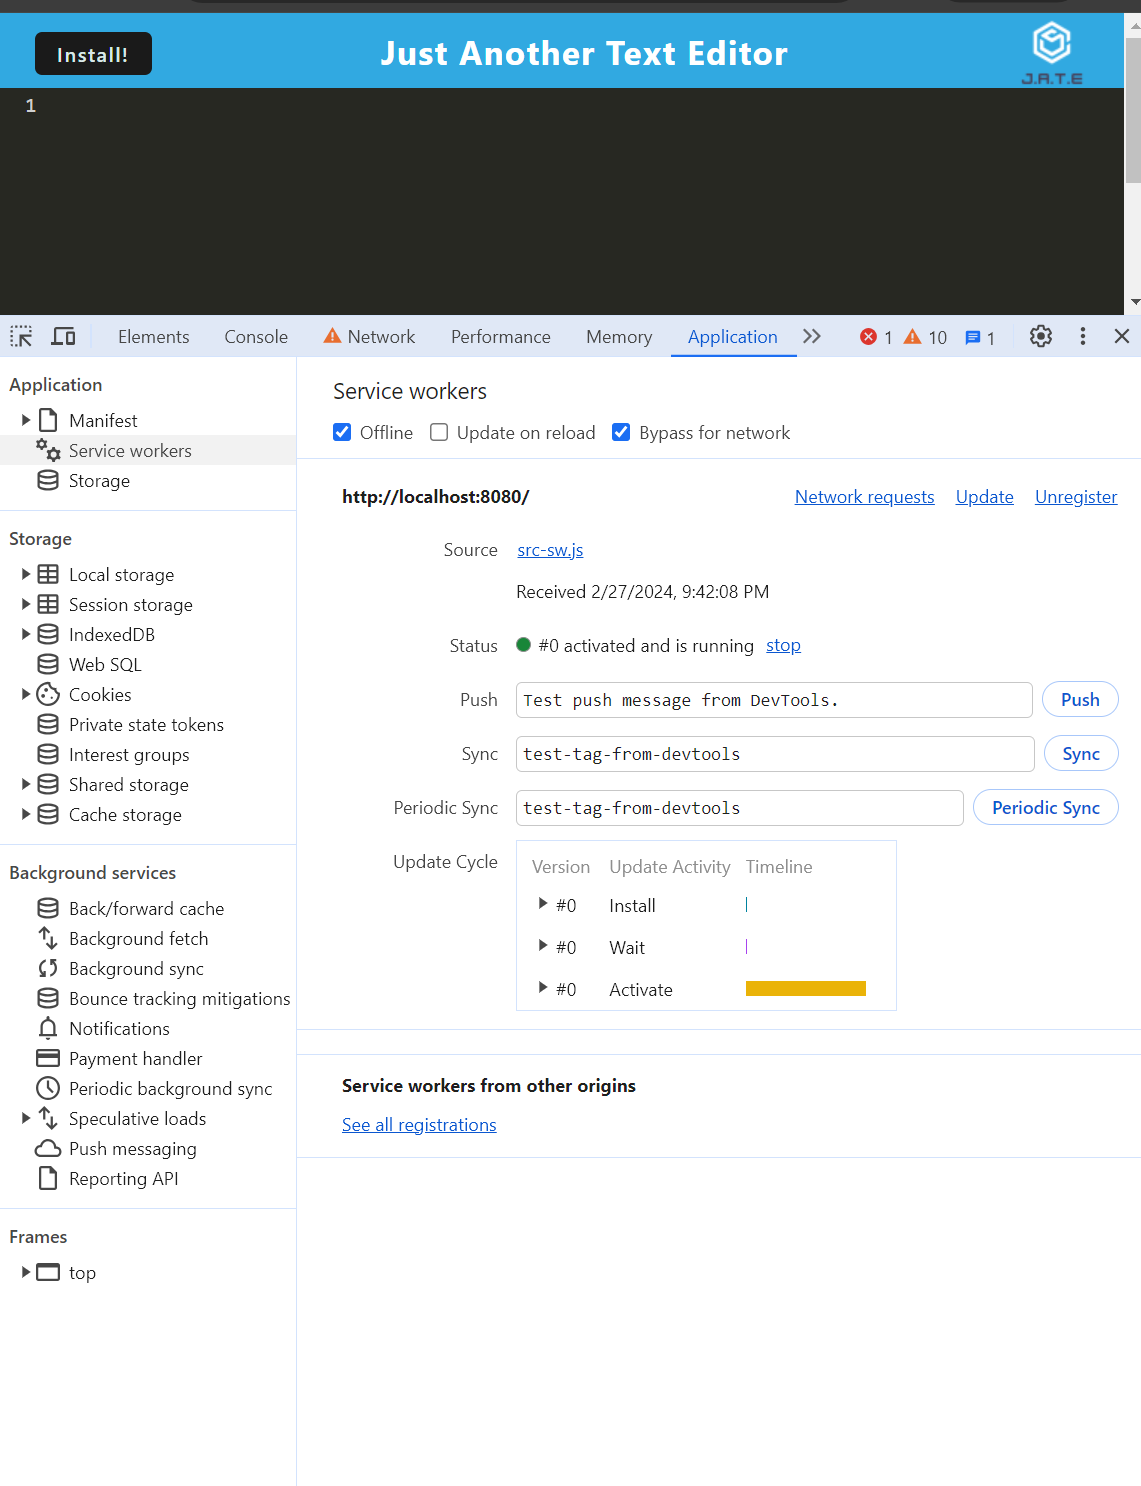 Install!
Just Another Text Editor
J.A.T.E
1
Elements
Console
Network
Performance
Memory
Application
1
10
1
Application
Manifest
Service workers
Storage
Storage
Local storage
Session storage
IndexedDB
Web SQL
Cookies
Private state tokens
Interest groups
Shared storage
Cache storage
Background services
Back/forward cache
Background fetch
Background sync
Bounce tracking mitigations
Notifications
Payment handler
Periodic background sync
Speculative loads
Push messaging
Reporting API
Frames
top
Service workers
Offline
Update on reload
Bypass for network
http://localhost:8080/
Network requests
Update
Unregister
Source
src-sw.js
Received 2/27/2024, 9:42:08 PM
Status
#0 activated and is running
stop
Push
Test push message from DevTools.
Push
Sync
test-tag-from-devtools
Sync
Periodic Sync
test-tag-from-devtools
Periodic Sync
Update Cycle
Version Update Activity Timeline
#0 Install
#0 Wait
#0 Activate
Service workers from other origins
See all registrations